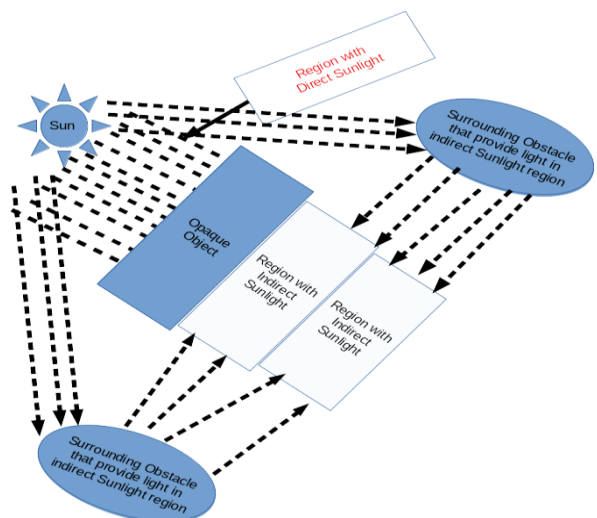 Region with
Direct Sunlight
Sun
Surrounding Obstacle
that provide light in
indirect Sunlight region
Opaque
Object
Region with
Indirect
Sunlight
Region with
Indirect
Sunlight
Surrounding Obstacle
that provide light in
indirect Sunlight region